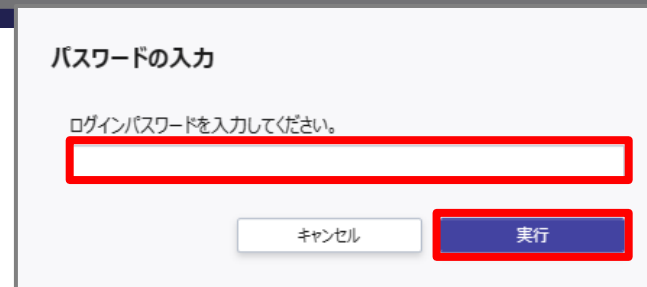 パスワードの入力
ログインパスワードを入力してください。
キャンセル
実行